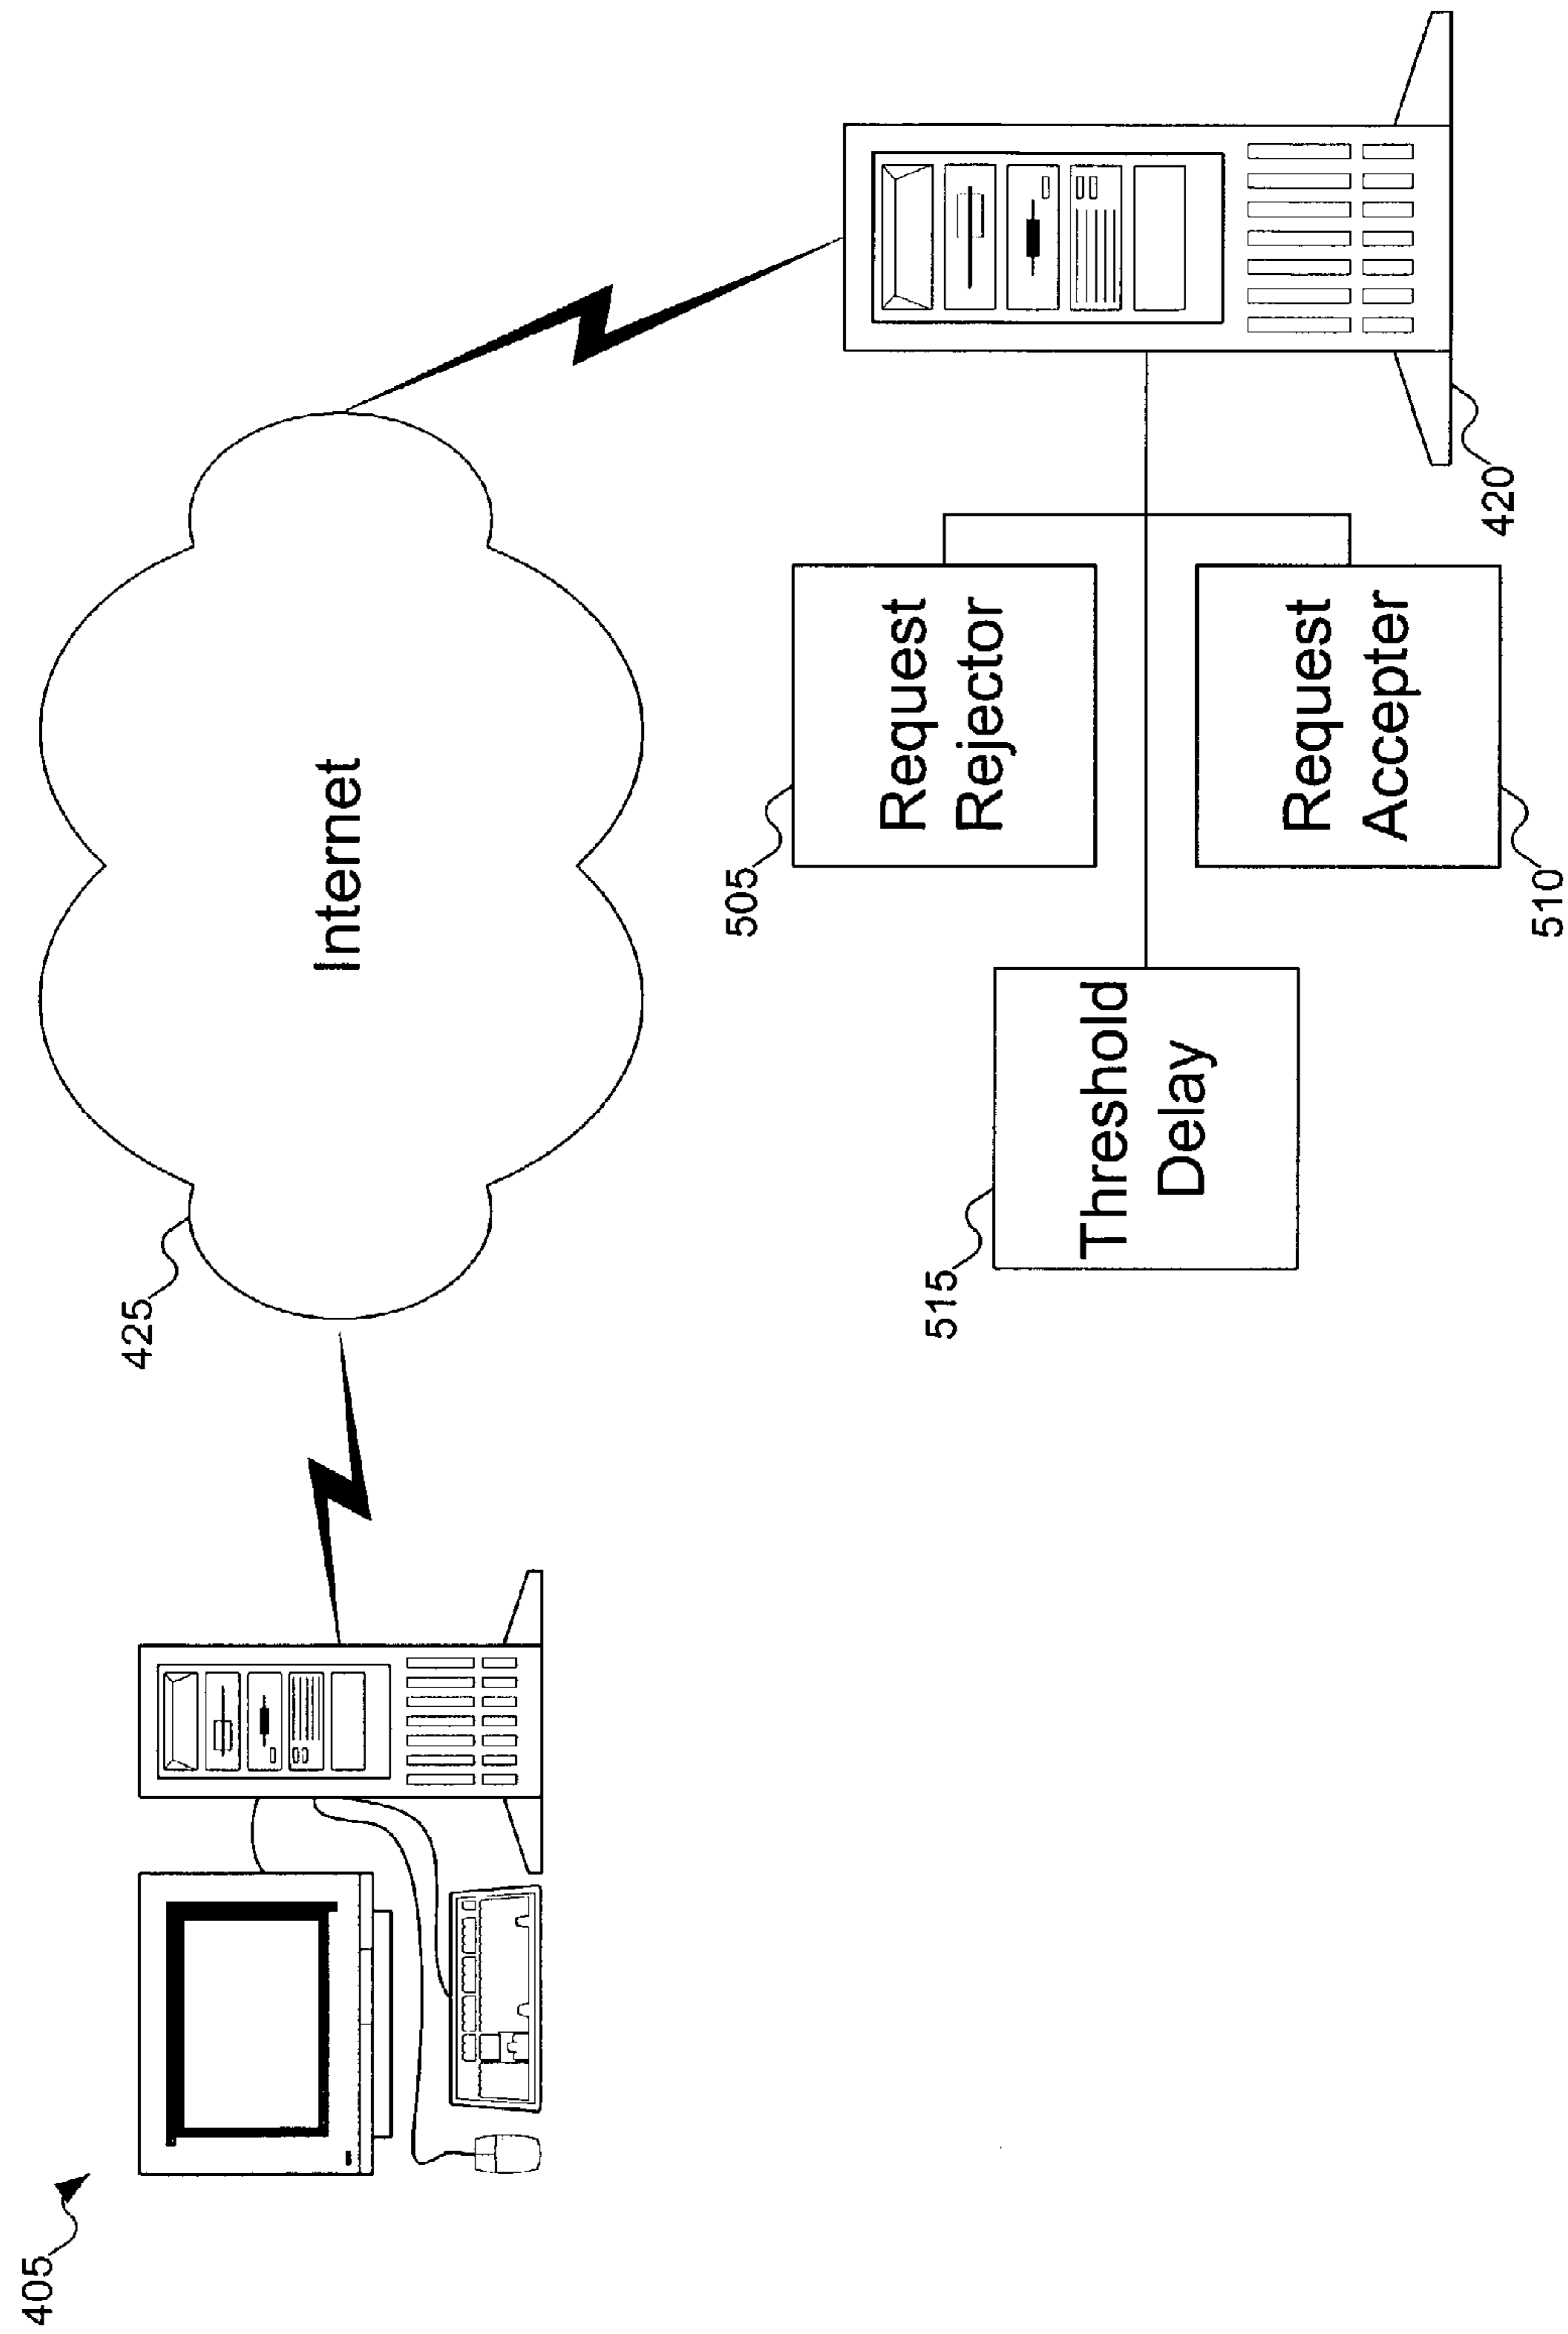 405
425
Internet
420
505
Request
Rejector
510
Request
Accepter
515
Threshold
Delay